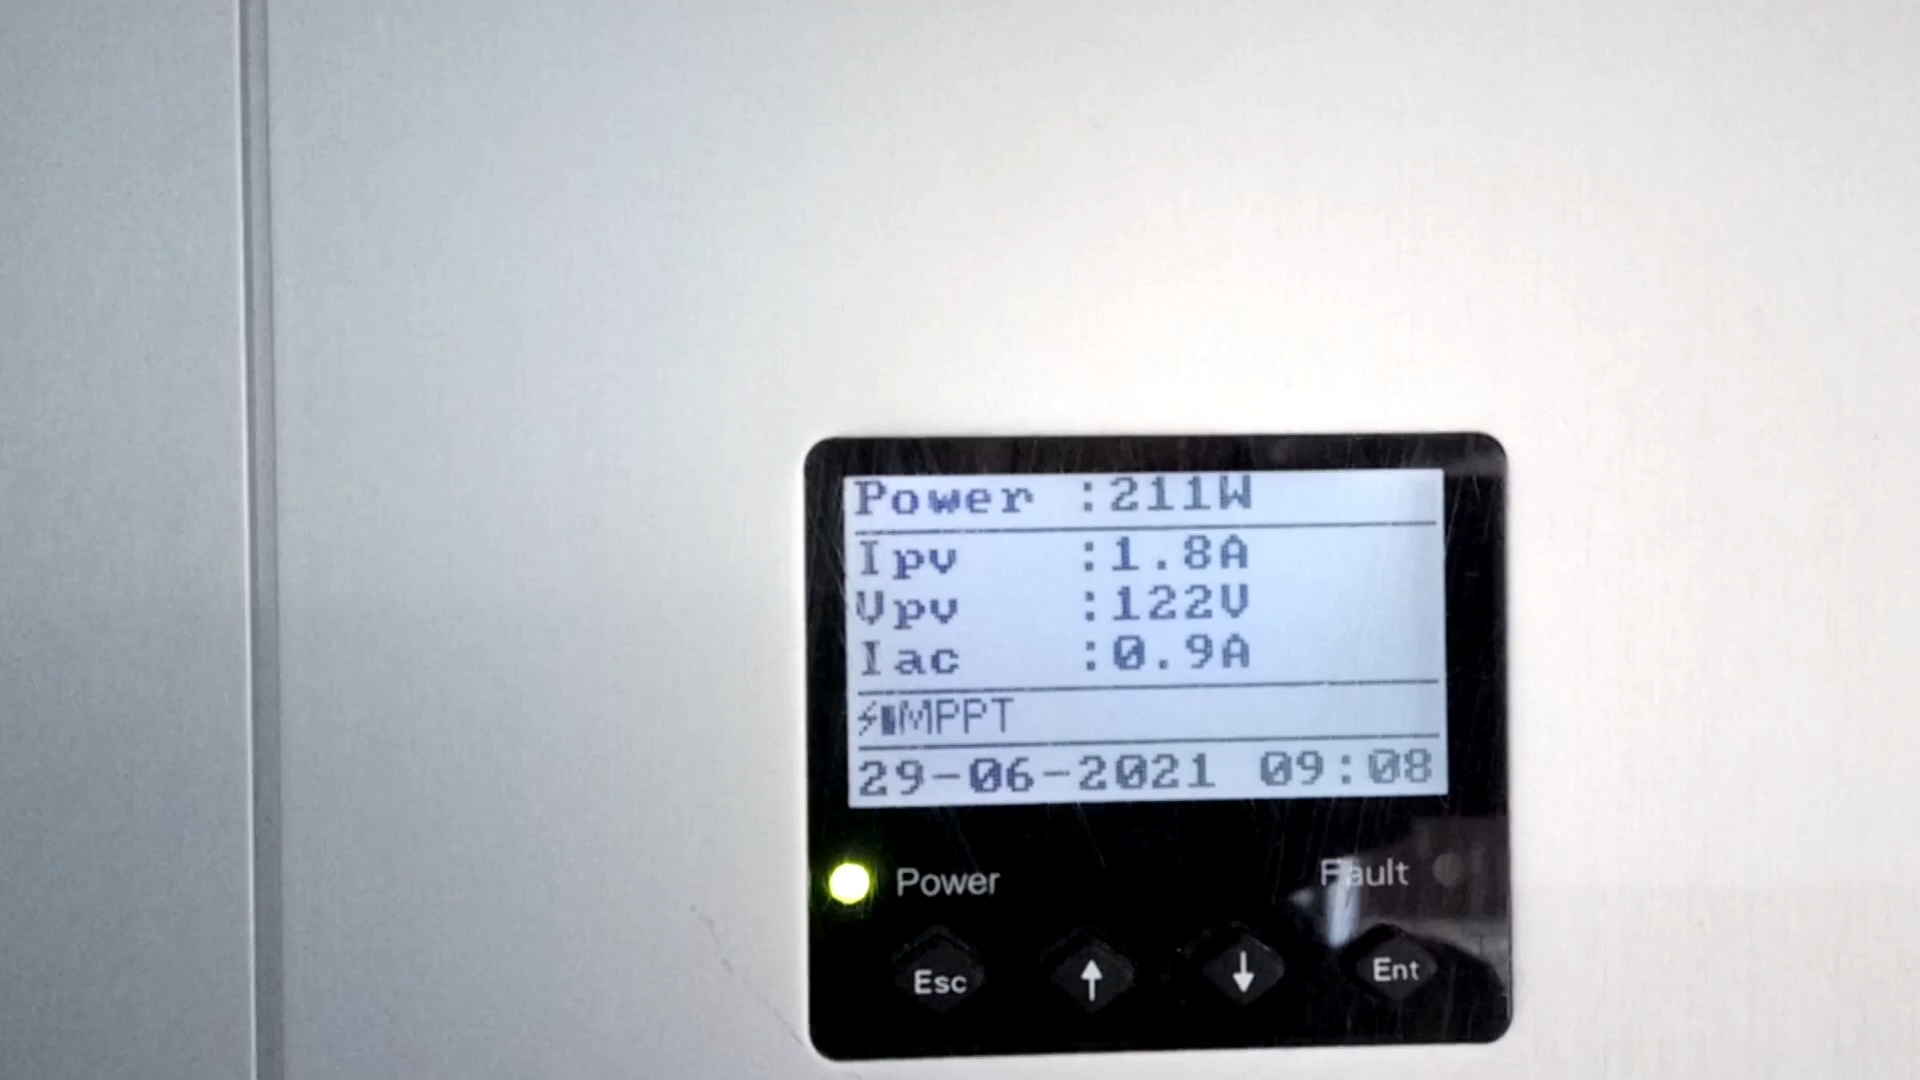 Power :211W
Ipv :1.8A
Vpv :122V
Iac :0.9A
MPPT
29-06-2021 09:08
Power Fault
Esc ↑ ↓ Ent